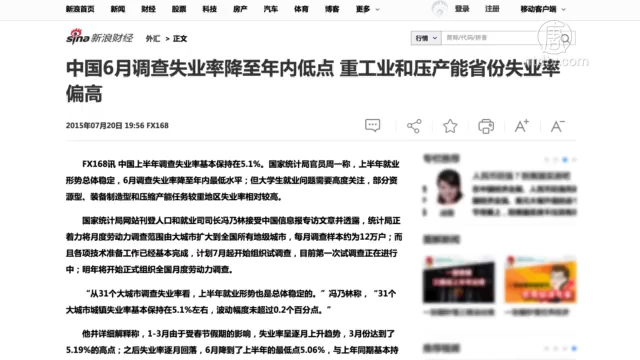 新浪首页 新闻 财经 股票 科技 房产 汽车 体育 博客 更多 登录 注册 移动客户端
sina 新浪财经 外汇 > 正文 行情
唐
中国6月调查失业率降至年内低点 重工业和压产能省份失业率
偏高
2015年07月20日 19:56 FX168
A+ A-
FX168讯 中国上半年调查失业率基本保持在5.1%。国家统计局官员周一称，上半年就业
形势总体稳定，6月调查失业率降至年内最低水平；但大学生就业问题需要高度关注，部分资
源型、装备制造型和压缩产能任务较重地区失业率相对较高。
国家统计局网站刊登人口和就业司司长冯乃林接受中国信息报专访文章并透露，统计局正
着力将月度劳动力调查范围由大城市扩大到全国所有地级城市，每月调查样本约为12万户；而
且各项技术准备工作已经基本完成，计划7月起开始组织试调查，目前第一次试调查正在进行
中；明年将开始正式组织全国月度劳动力调查。
“从31个大城市调查失业率看，上半年就业形势也是总体稳定的。”冯乃林称，“31个
大城市城镇失业率基本保持在5.1%左右，波动幅度未超过0.2个百分点。”
他并详细解释称，1-3月由于受春节假期的影响，失业率呈逐月上升趋势，3月份达到了
5.19%的高点；之后失业率逐月回落，6月降到了上半年的最低点5.06%，与上年同期基本持